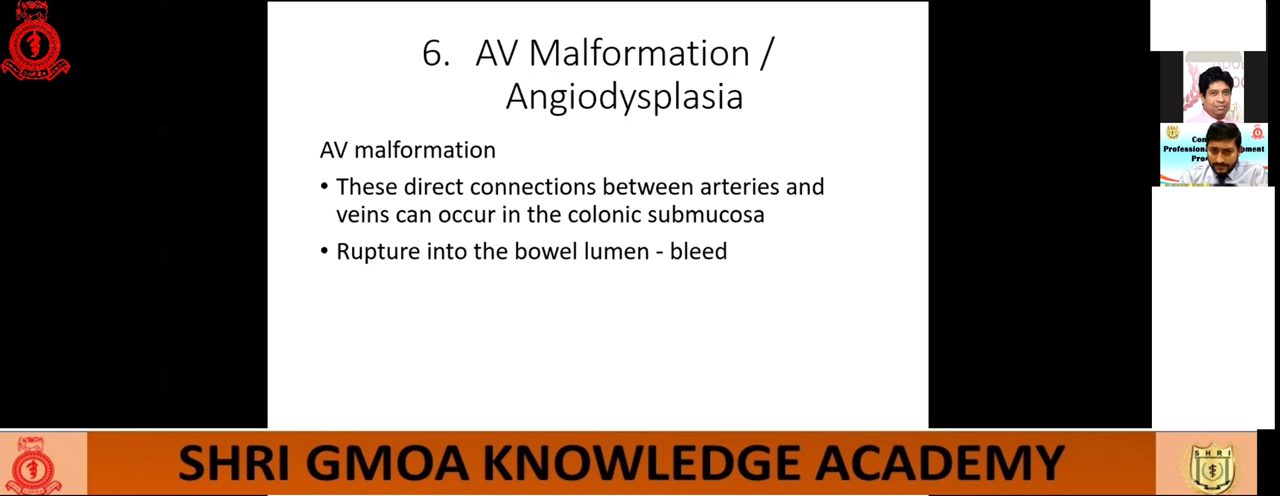 6. AV Malformation /
Angiodysplasia
AV malformation
• These direct connections between arteries and
veins can occur in the colonic submucosa
• Rupture into the bowel lumen - bleed
SHRI GMOA KNOWLEDGE ACADEMY
SHRI